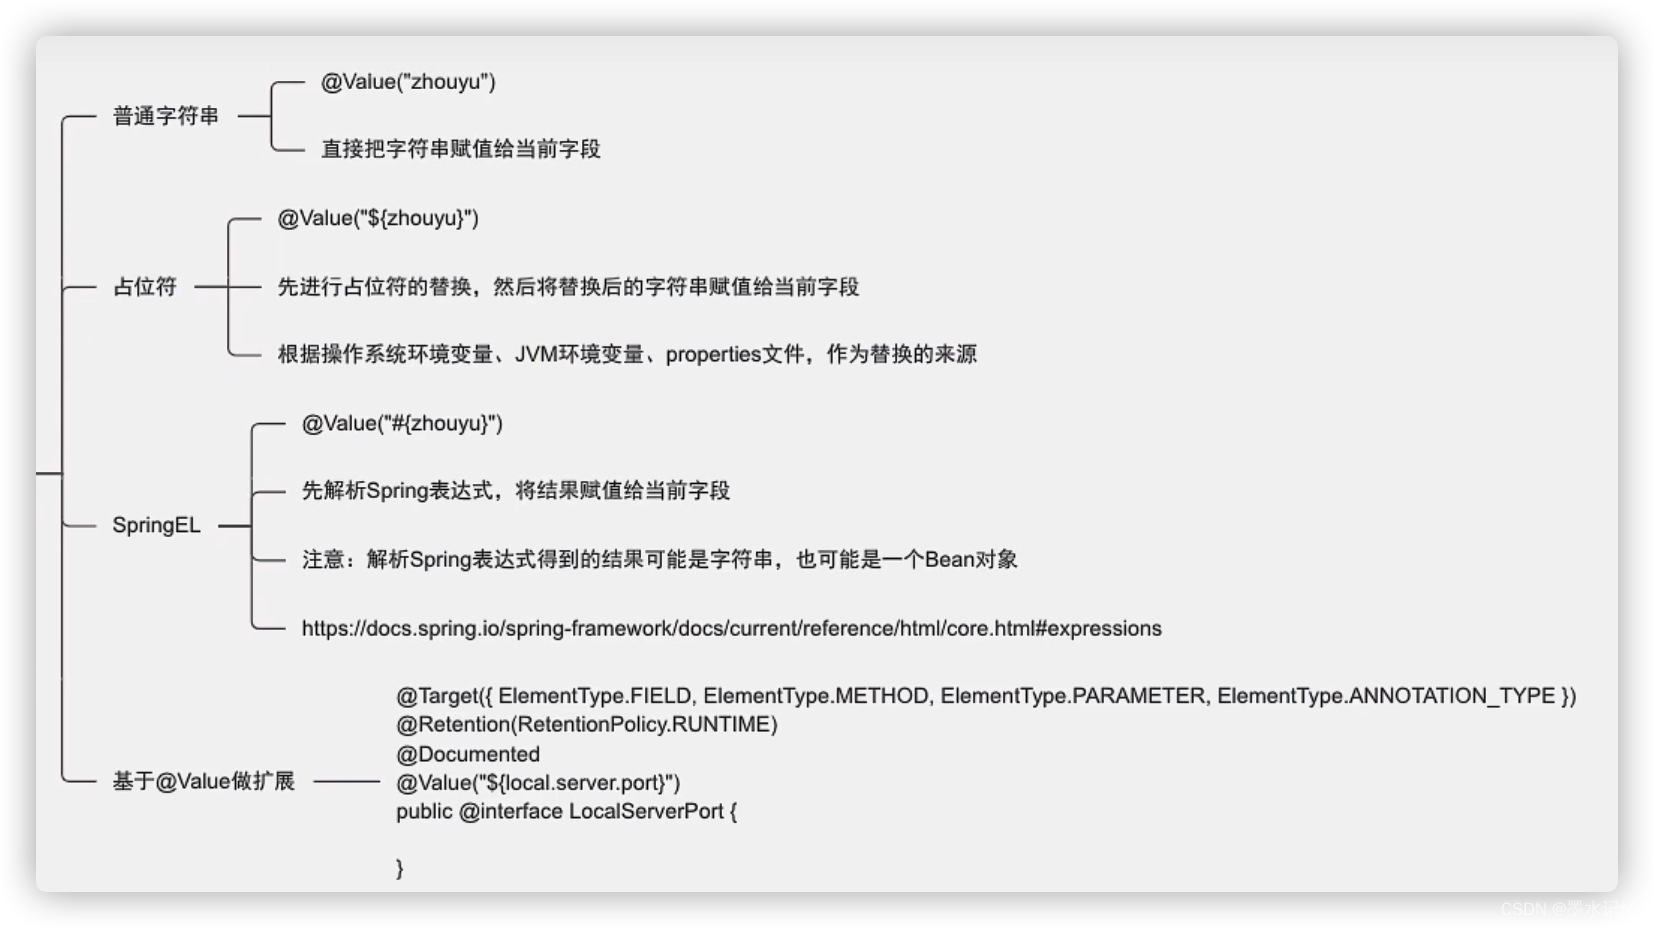 普通字符串
@Value("zhouyu")
直接把字符串赋值给当前字段
占位符
@Value("${zhouyu}")
先进行占位符的替换，然后将替换后的字符串赋值给当前字段
根据操作系统环境变量、JVM环境变量、properties文件，作为替换的来源
SpringEL
@Value("#{zhouyu}")
先解析Spring表达式，将结果赋值给当前字段
注意：解析Spring表达式得到的结果可能是字符串，也可能是一个Bean对象
https://docs.spring.io/spring-framework/docs/current/reference/html/core.html#expressions
基于@Value做扩展
@Target({ ElementType.FIELD, ElementType.METHOD, ElementType.PARAMETER, ElementType.ANNOTATION_TYPE })
@Retention(RetentionPolicy.RUNTIME)
@Documented
@Value("${local.server.port}")
public @interface LocalServerPort {
}
CSDN